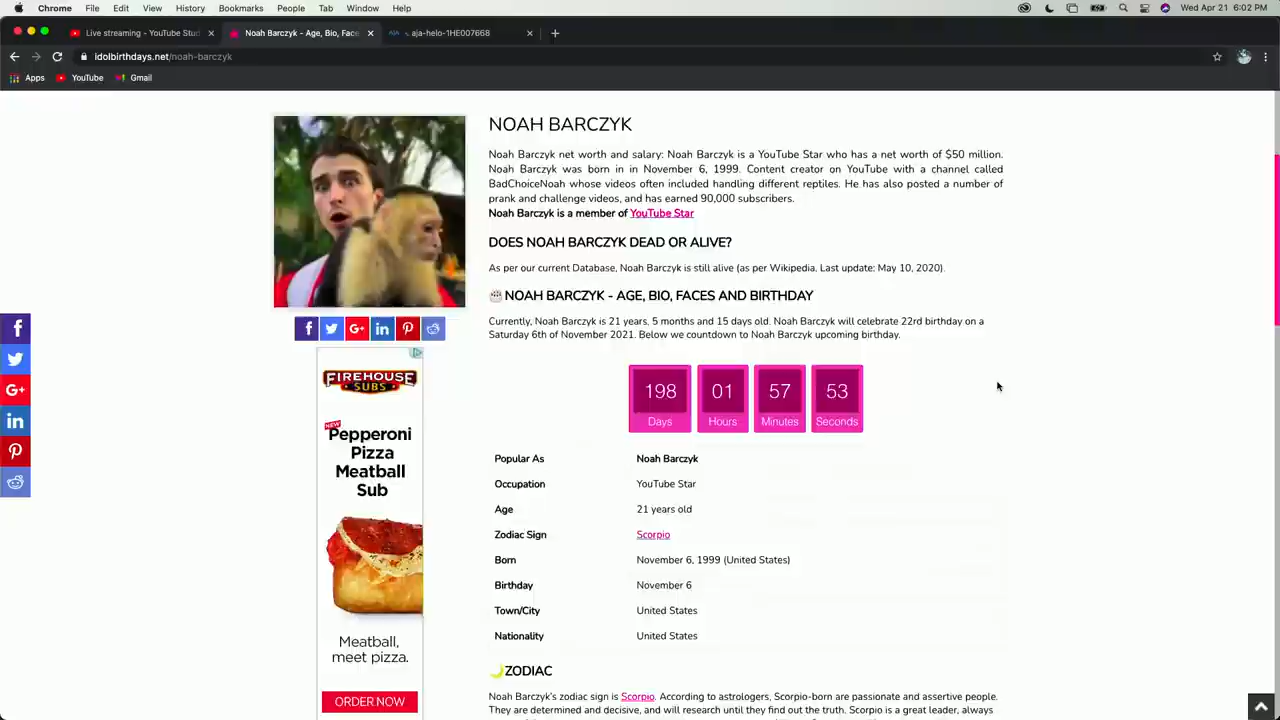 Chrome File Edit View History Bookmarks People Tab Window Help Wed Apr 21 6:02 PM
Live streaming - YouTube Stud Noah Barczyk - Age, Bio, Face aja-helo-1HE007668
idolbirthdays.net/noah-barczyk
Apps YouTube Gmail
NOAH BARCZYK
Noah Barczyk net worth and salary: Noah Barczyk is a YouTube Star who has a net worth of $50 million.
Noah Barczyk was born in in November 6, 1999. Content creator on YouTube with a channel called
BadChoiceNoah whose videos often included handling different reptiles. He has also posted a number of
prank and challenge videos, and has earned 90,000 subscribers.
Noah Barczyk is a member of YouTube Star
DOES NOAH BARCZYK DEAD OR ALIVE?
As per our current Database, Noah Barczyk is still alive (as per Wikipedia, Last update: May 10, 2020).
NOAH BARCZYK - AGE, BIO, FACES AND BIRTHDAY
Currently, Noah Barczyk is 21 years, 5 months and 15 days old. Noah Barczyk will celebrate 22rd birthday on a
Saturday 6th of November 2021. Below we countdown to Noah Barczyk upcoming birthday.
198 01 57 53
Days Hours Minutes Seconds
Popular As Noah Barczyk
Occupation YouTube Star
Age 21 years old
Zodiac Sign Scorpio
Born November 6, 1999 (United States)
Birthday November 6
Town/City United States
Nationality United States
ZODIAC
Noah Barczyk's zodiac sign is Scorpio. According to astrologers, Scorpio-born are passionate and assertive people.
They are determined and decisive, and will research until they find out the truth. Scorpio is a great leader, always
FIREHOUSE
SUBS
NEW
Pepperoni
Pizza
Meatball
Sub
Meatball,
meet pizza.
ORDER NOW